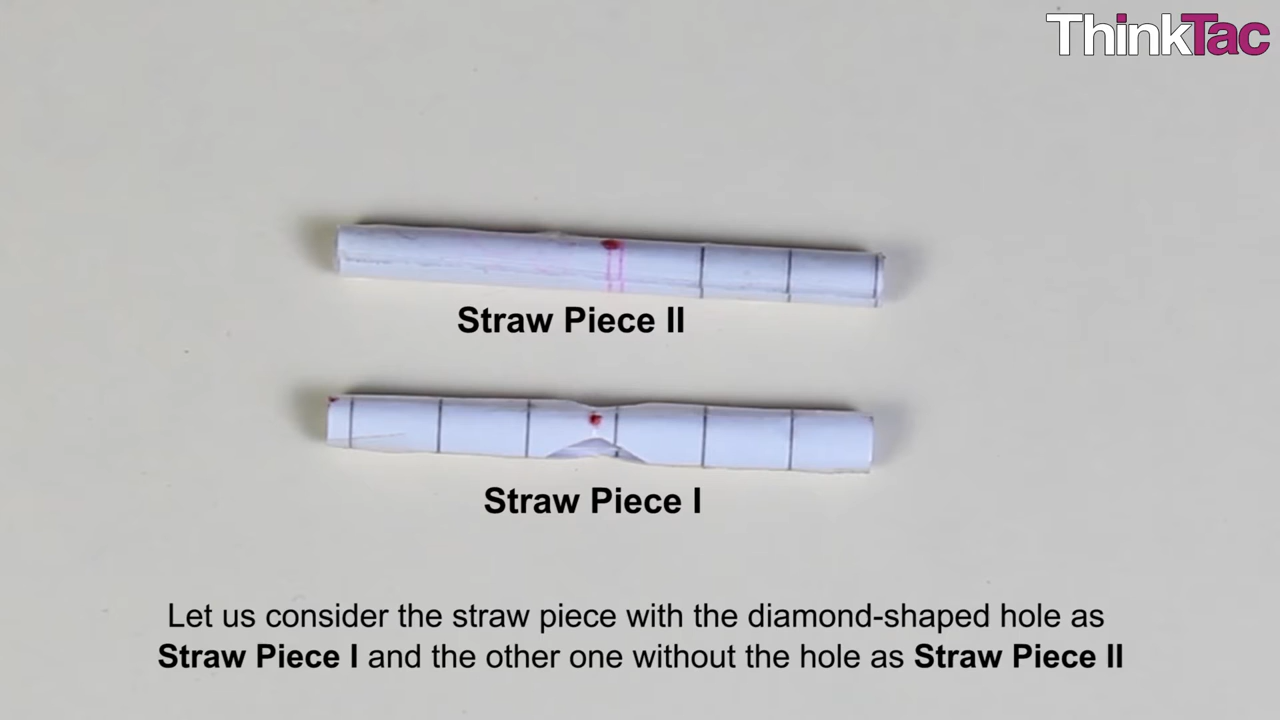 ThinkTac
Straw Piece II
Straw Piece I
Let us consider the straw piece with the diamond-shaped hole as
Straw Piece I and the other one without the hole as Straw Piece II